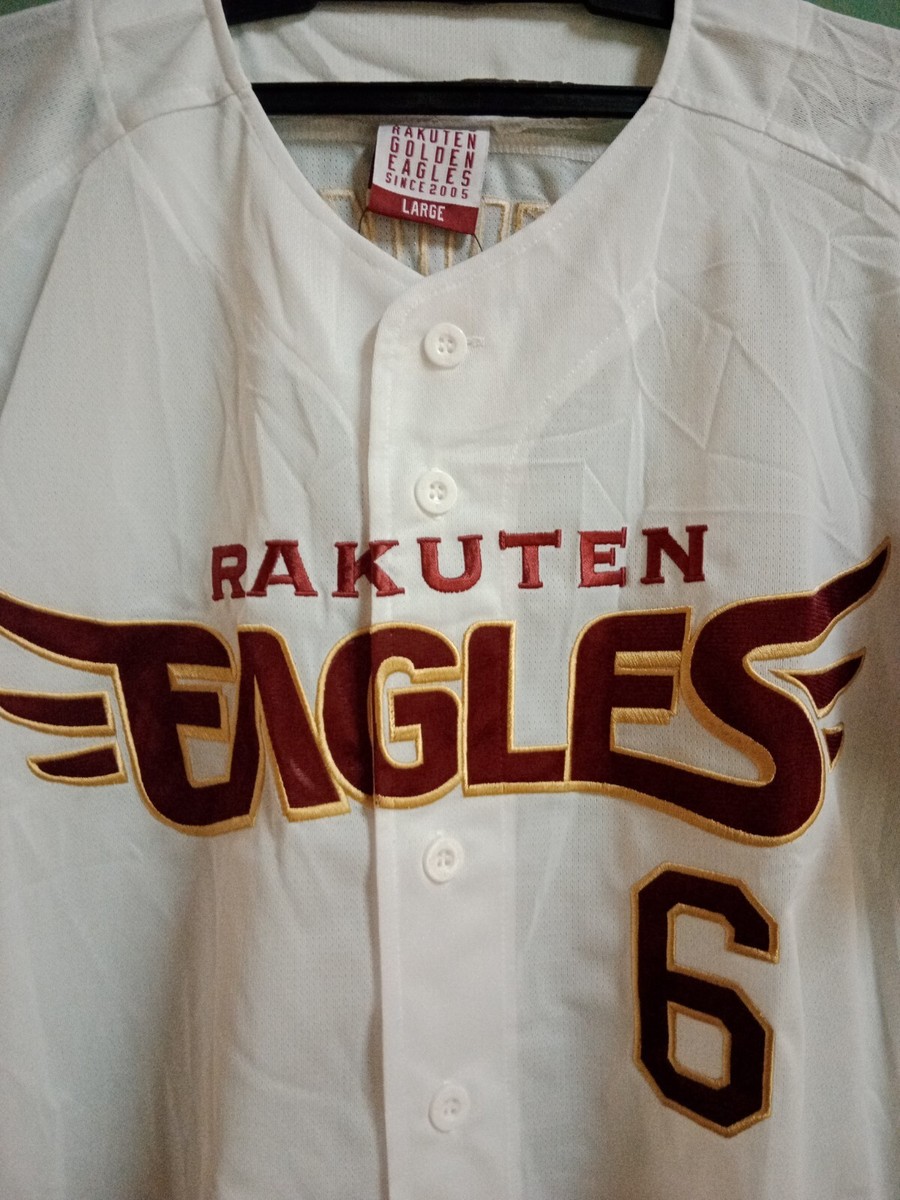 RAKUTEN
GOLDEN
EAGLES
SINCE 2005
LARGE
RAKUTEN
EAGLES
6